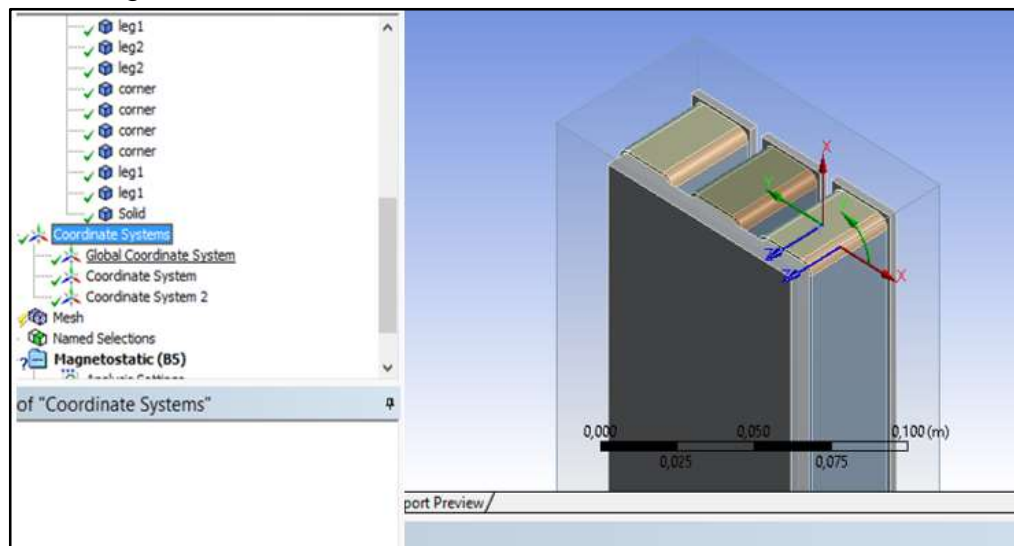 leg1
leg2
leg2
corner
corner
corner
corner
leg1
leg1
Solid
Coordinate Systems
Global Coordinate System
Coordinate System
Coordinate System 2
Mesh
Named Selections
Magnetostatic (B5)
Analysis Settings
of "Coordinate Systems"
X
Y
Z
Z
X
0,000 0,050 0,100 (m)
0,025 0,075
port Preview